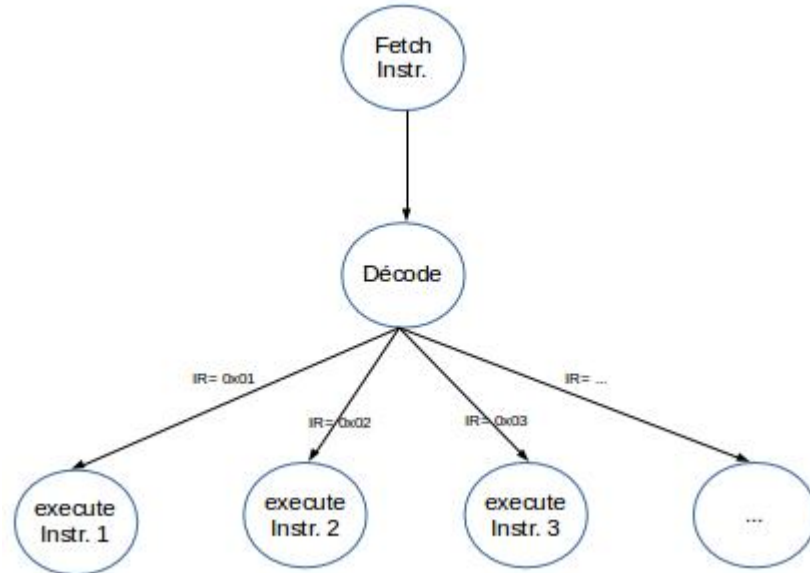 Fetch
Instr.
Décode
IR= 0x01
IR= 0x02
IR= 0x03
IR= ...
execute
Instr. 1
execute
Instr. 2
execute
Instr. 3
...